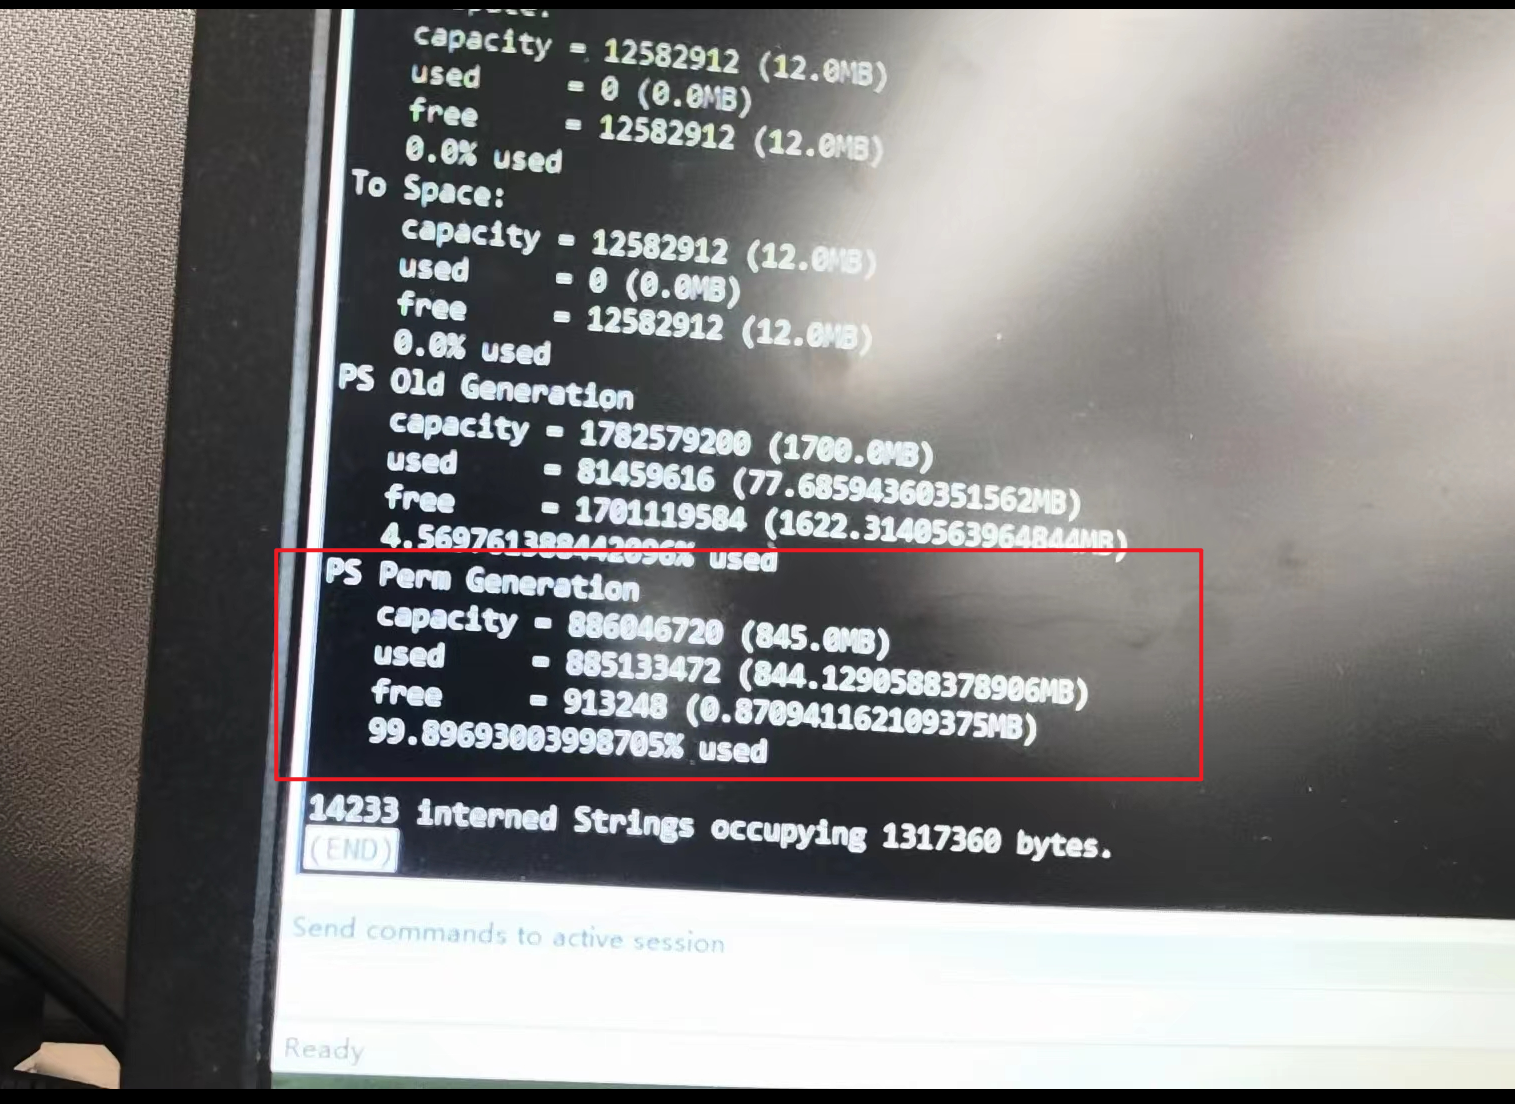 capacity = 12582912 (12.0MB)
used = 0 (0.0MB)
free = 12582912 (12.0MB)
0.0% used
To Space:
capacity = 12582912 (12.0MB)
used = 0 (0.0MB)
free = 12582912 (12.0MB)
0.0% used
PS Old Generation
capacity = 1782579200 (1700.0MB)
used = 81459616 (77.68594360351562MB)
free = 1701119584 (1622.3140563964844MB)
4.569761388442096% used
PS Perm Generation
capacity = 886046720 (845.0MB)
used = 885133472 (844.1290588378906MB)
free = 913248 (0.870941162109375MB)
99.89693003998705% used
14233 interned Strings occupying 1317360 bytes.
(END)
Send commands to active session
Ready